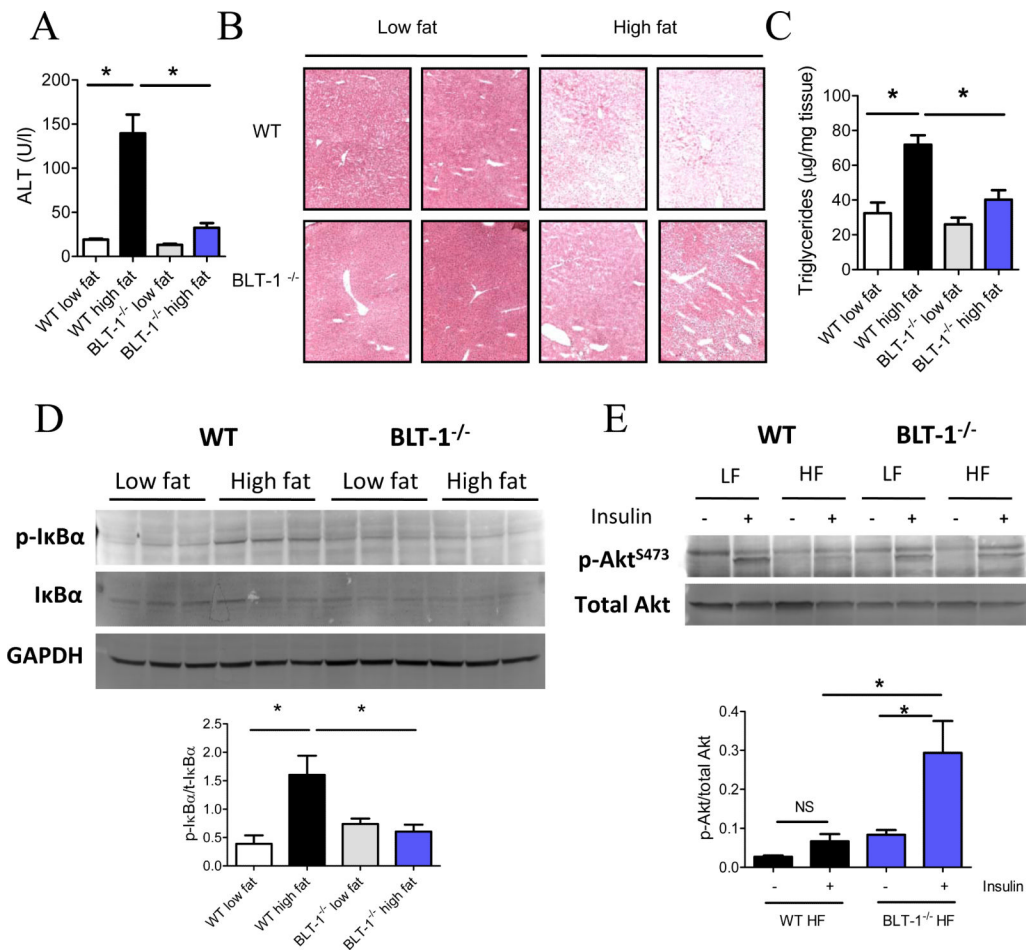 A
ALT (U/l)
200
150
100
50
0
*
*
WT low fat
WT high fat
BLT-1⁻/⁻ low fat
BLT-1⁻/⁻ high fat
B
Low fat
High fat
WT
BLT-1 ⁻/⁻
C
Triglycerides (µg/mg tissue)
100
80
60
40
20
0
*
*
WT low fat
WT high fat
BLT-1⁻/⁻ low fat
BLT-1⁻/⁻ high fat
D
WT
BLT-1⁻/⁻
Low fat
High fat
Low fat
High fat
p-IκBα
IκBα
GAPDH
p-IκBα/t-IκBα
2.5
2.0
1.5
1.0
0.5
0.0
*
*
WT low fat
WT high fat
BLT-1⁻/⁻ low fat
BLT-1⁻/⁻ high fat
E
WT
BLT-1⁻/⁻
LF
HF
LF
HF
Insulin - + - + - + - +
p-Akt^S473
Total Akt
p-Akt/total Akt
0.4
0.3
0.2
0.1
0.0
NS
*
*
- + - + Insulin
WT HF
BLT-1⁻/⁻ HF